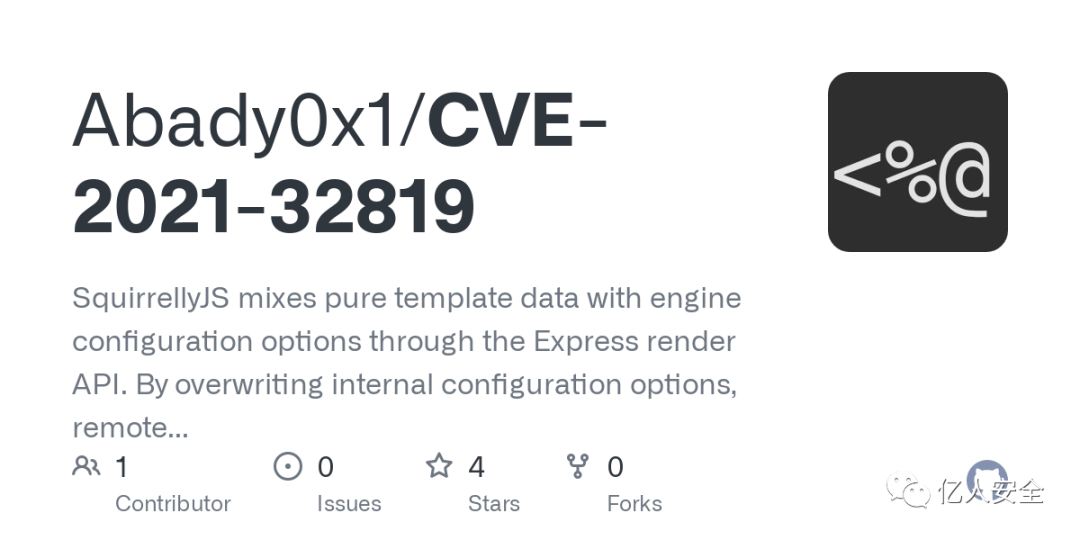 Abady0x1/CVE-
2021-32819
<%@
SquirrellyJS mixes pure template data with engine
configuration options through the Express render
API. By overwriting internal configuration options,
remote...
1
Contributor
0
Issues
4
Stars
0
Forks
亿人安全